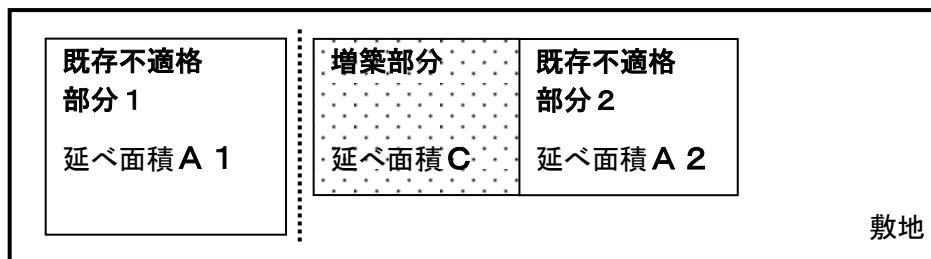 既存不適格
部分１
延べ面積Ａ１
増築部分
延べ面積Ｃ
既存不適格
部分２
延べ面積Ａ２
敷地